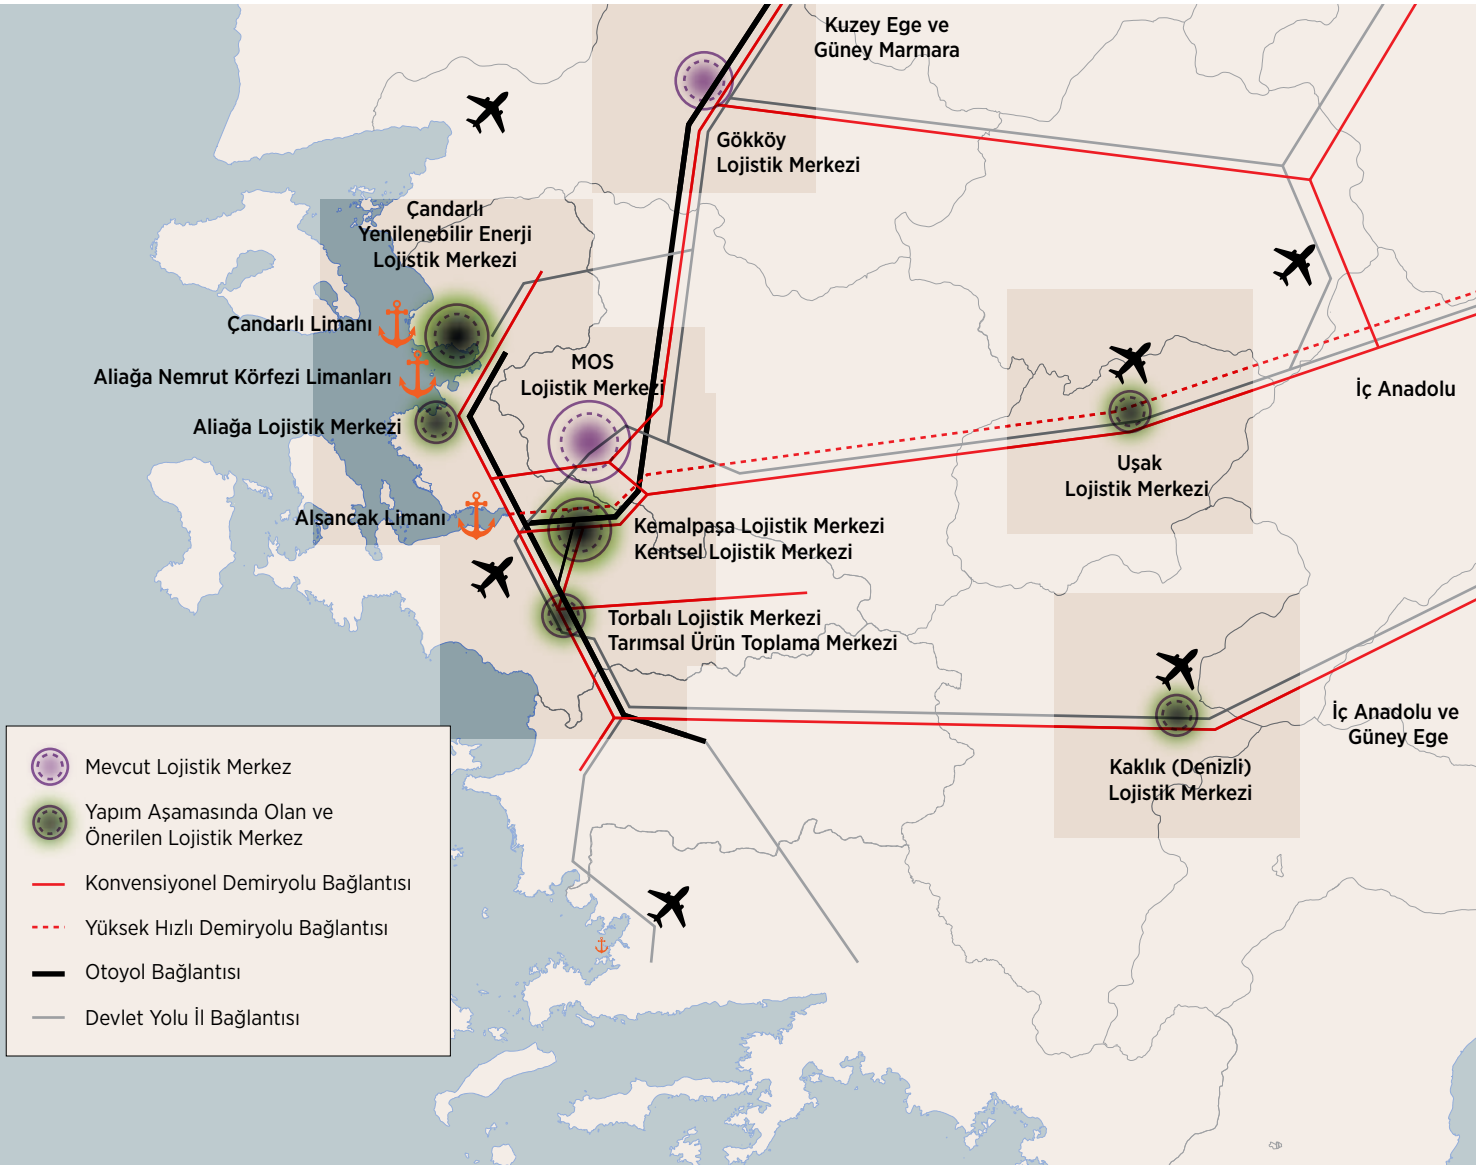 Kuzey Ege ve
Güney Marmara
Gökköy
Lojistik Merkezi
Çandarlı
Yenilenebilir Enerji
Lojistik Merkezi
Çandarlı Limanı
Aliağa Nemrut Körfezi Limanları
MOS
Lojistik Merkezi
Aliağa Lojistik Merkezi
İç Anadolu
Uşak
Lojistik Merkezi
Alsancak Limanı
Kemalpaşa Lojistik Merkezi
Kentsel Lojistik Merkezi
Torbalı Lojistik Merkezi
Tarımsal Ürün Toplama Merkezi
İç Anadolu ve
Güney Ege
Kaklık (Denizli)
Lojistik Merkezi
Mevcut Lojistik Merkez
Yapım Aşamasında Olan ve
Önerilen Lojistik Merkez
Konvensiyonel Demiryolu Bağlantısı
Yüksek Hızlı Demiryolu Bağlantısı
Otoyol Bağlantısı
Devlet Yolu İl Bağlantısı